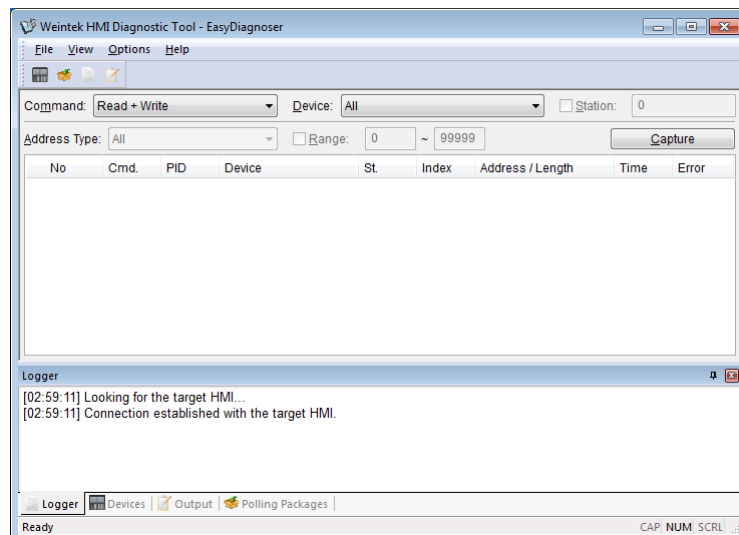 Weintek HMI Diagnostic Tool - EasyDiagnoser
File View Options Help
Command: Read + Write Device: All Station: 0
Address Type: All Range: 0 ~ 99999 Capture
No Cmd. PID Device St. Index Address / Length Time Error
Logger
[02:59:11] Looking for the target HMI...
[02:59:11] Connection established with the target HMI.
Logger Devices Output Polling Packages
Ready CAP NUM SCRL